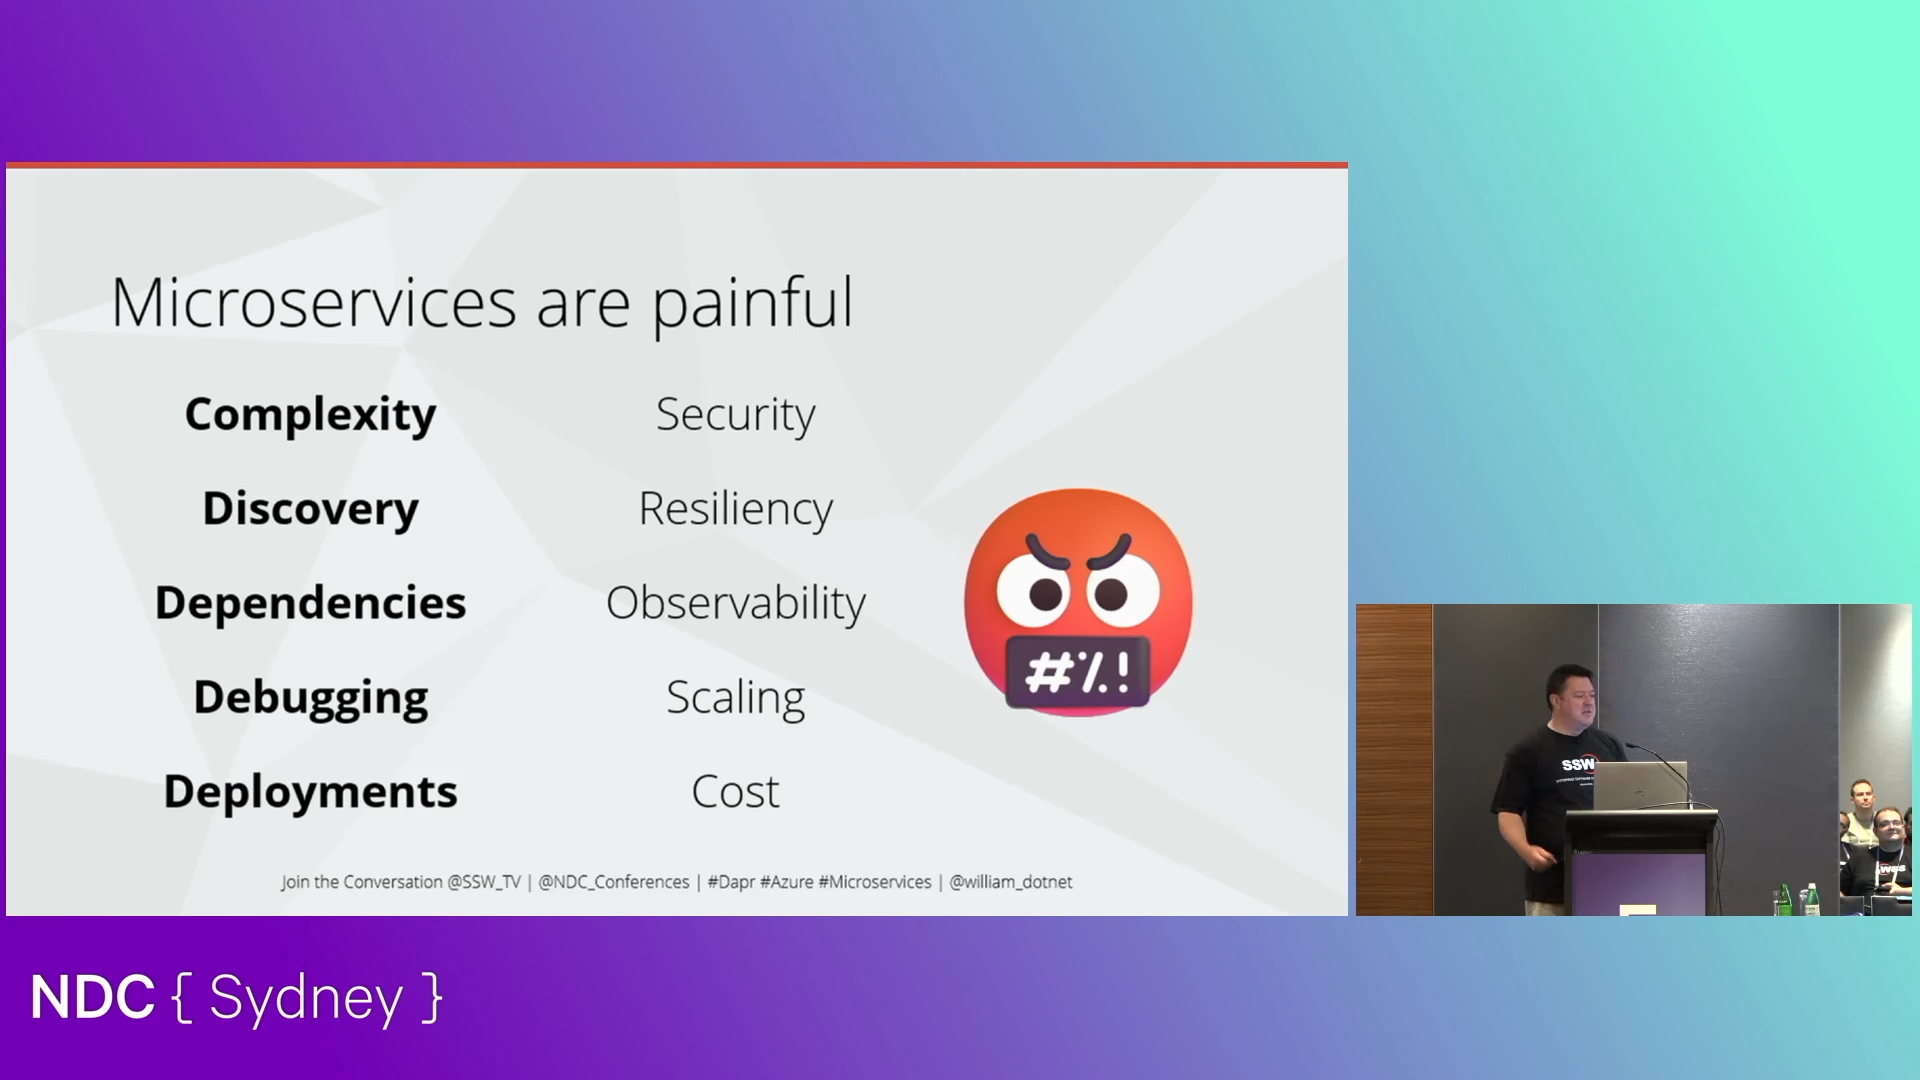 Microservices are painful
Complexity
Security
Discovery
Resiliency
Dependencies
Observability
Debugging
Scaling
Deployments
Cost
#%!
Join the Conversation @SSW_TV | @NDC_Conferences | #Dapr #Azure #Microservices | @william_dotnet
SSW
NDC { Sydney }